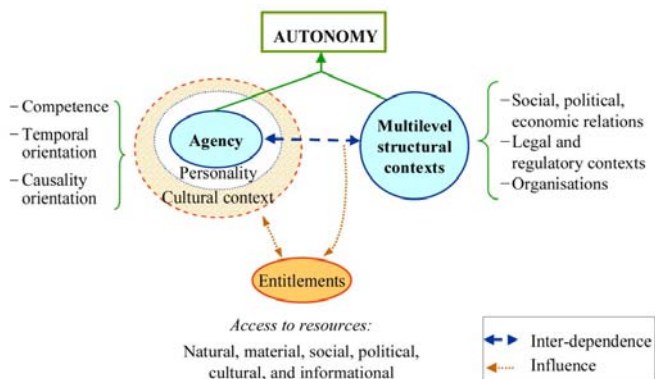 AUTONOMY
– Competence
– Temporal
orientation
– Causality
orientation
Agency
Personality
Cultural context
Multilevel
structural
contexts
– Social, political,
economic relations
– Legal and
regulatory contexts
– Organisations
Entitlements
Access to resources:
Natural, material, social, political,
cultural, and informational
Inter-dependence
Influence